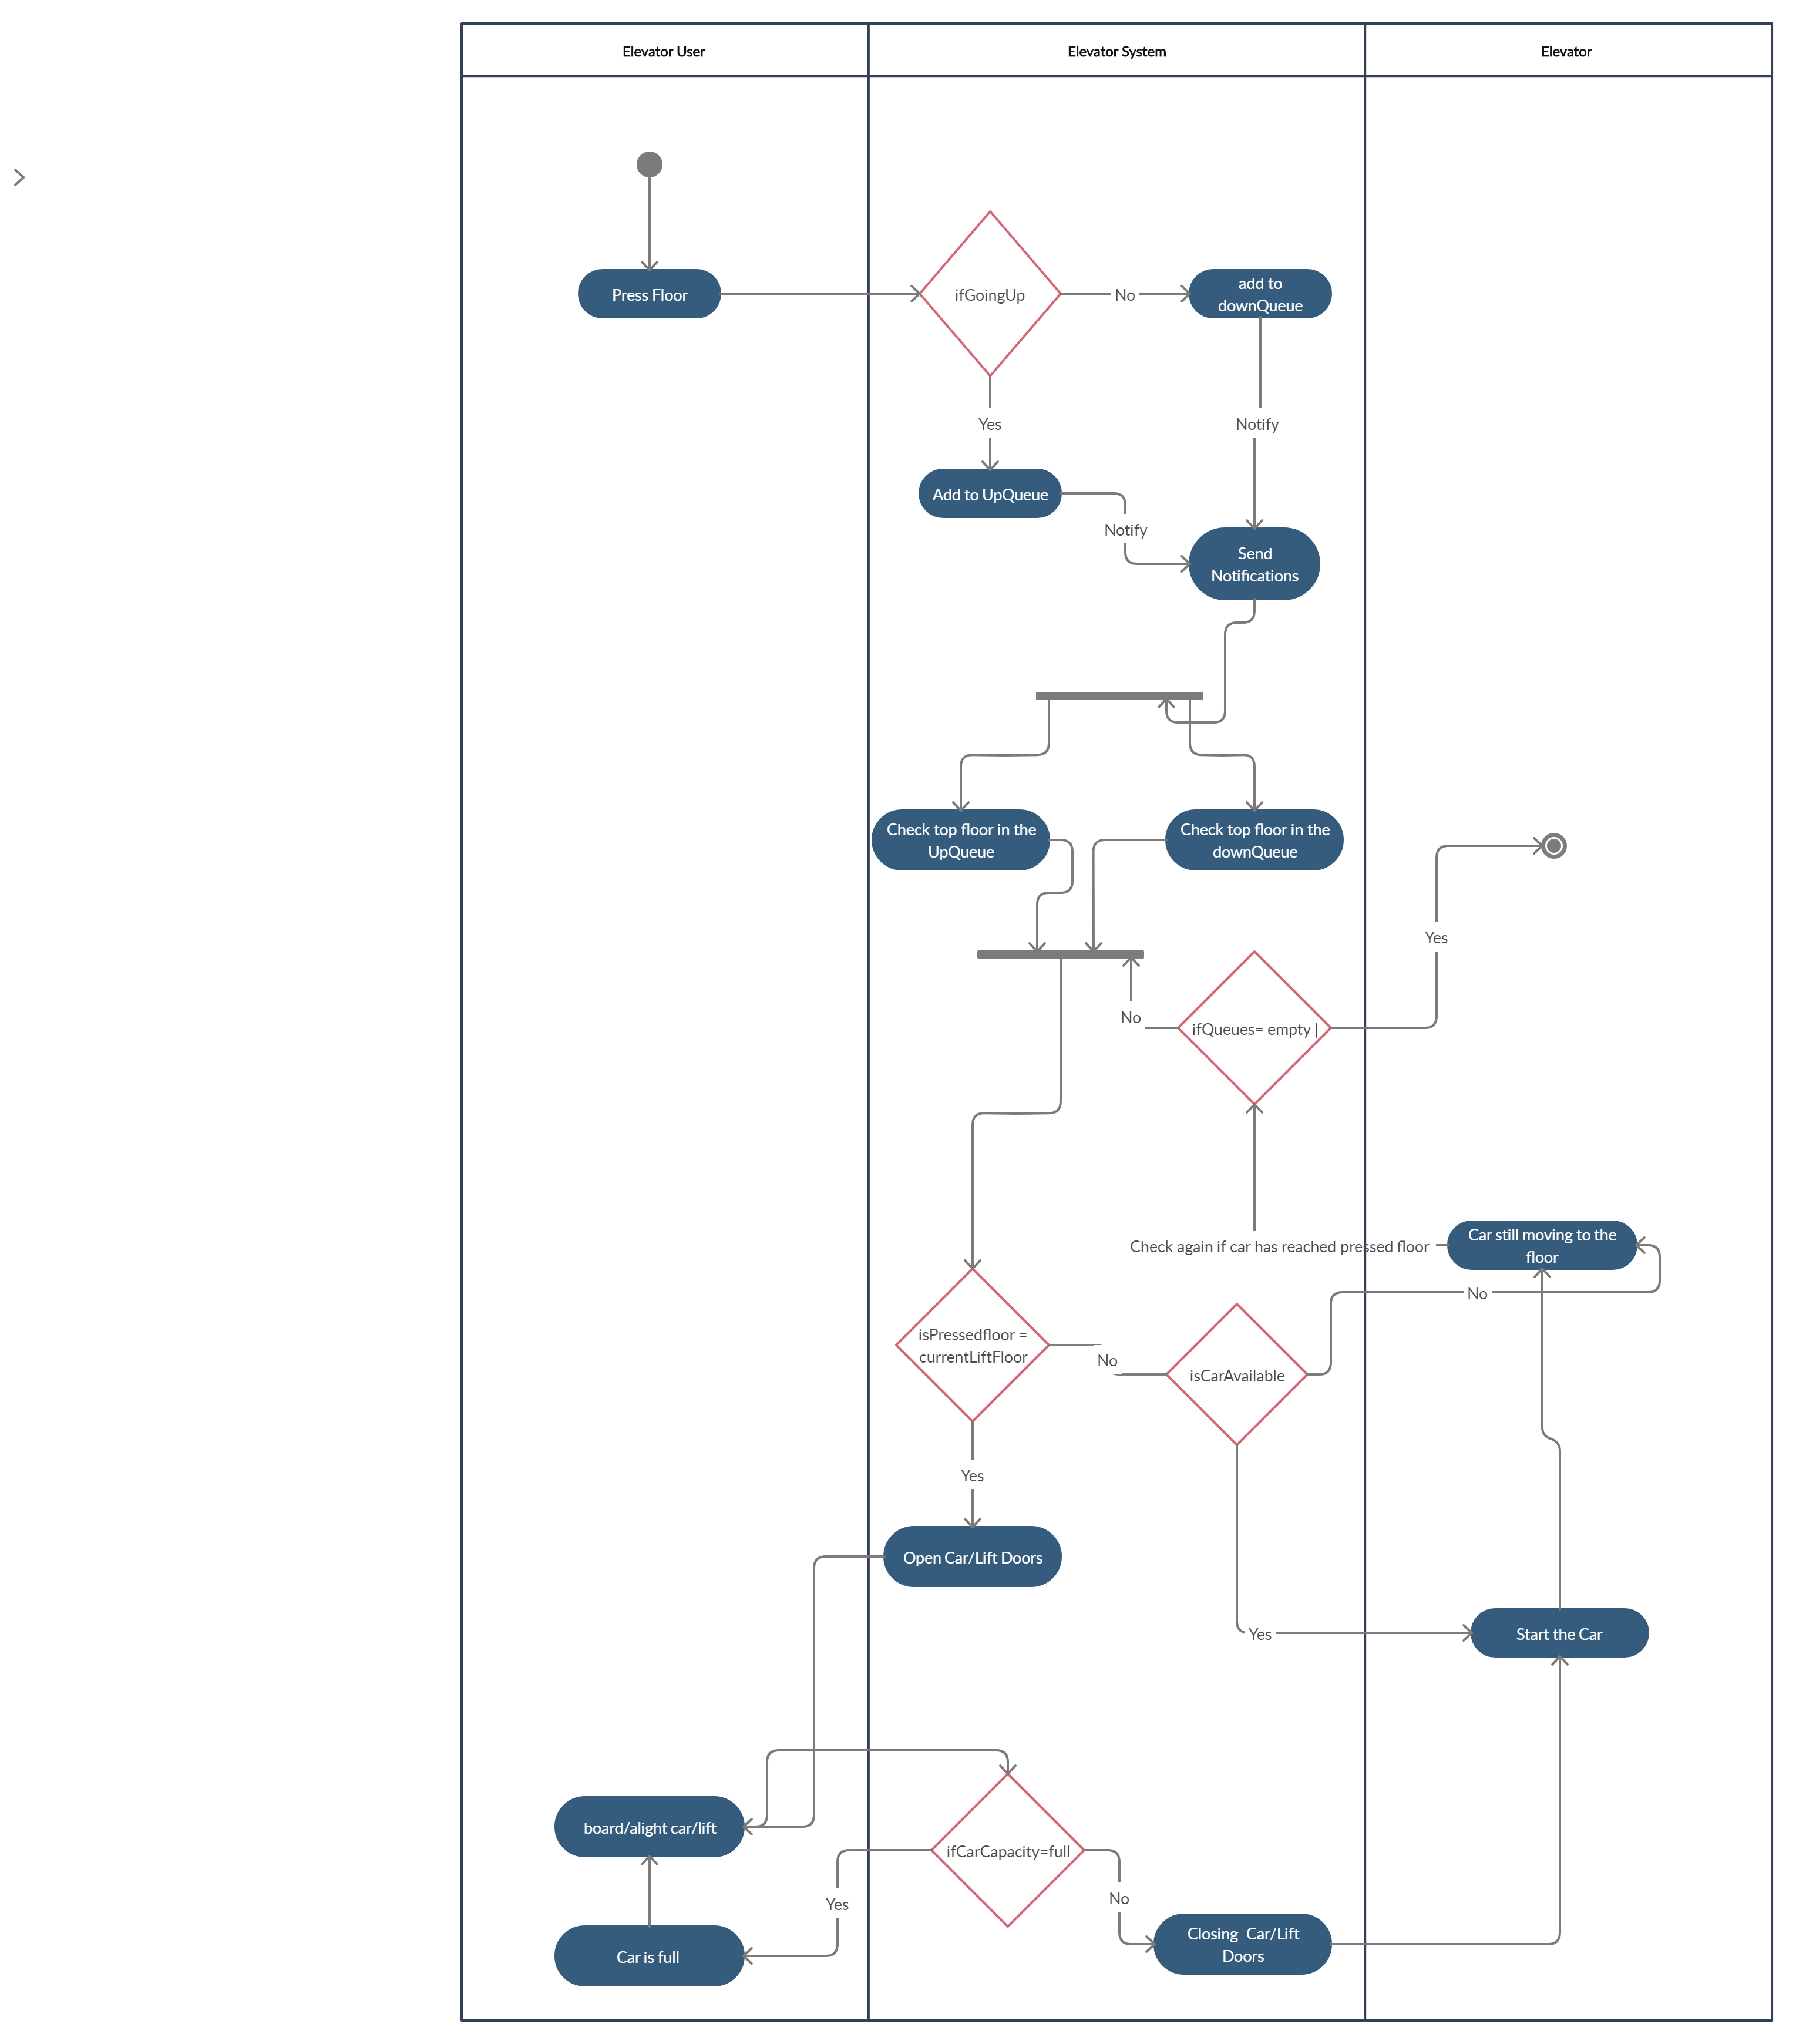 Elevator User
Elevator System
Elevator
Press Floor
ifGoingUp
No
add to
downQueue
Yes
Notify
Add to UpQueue
Notify
Send
Notifications
Check top floor in the
UpQueue
Check top floor in the
downQueue
Yes
No
ifQueues= empty |
Check again if car has reached pressed floor
Car still moving to the
floor
No
isPressedfloor =
currentLiftFloor
No
isCarAvailable
Yes
Open Car/Lift Doors
Yes
Start the Car
board/alight car/lift
ifCarCapacity=full
Yes
No
Closing  Car/Lift
Doors
Car is full